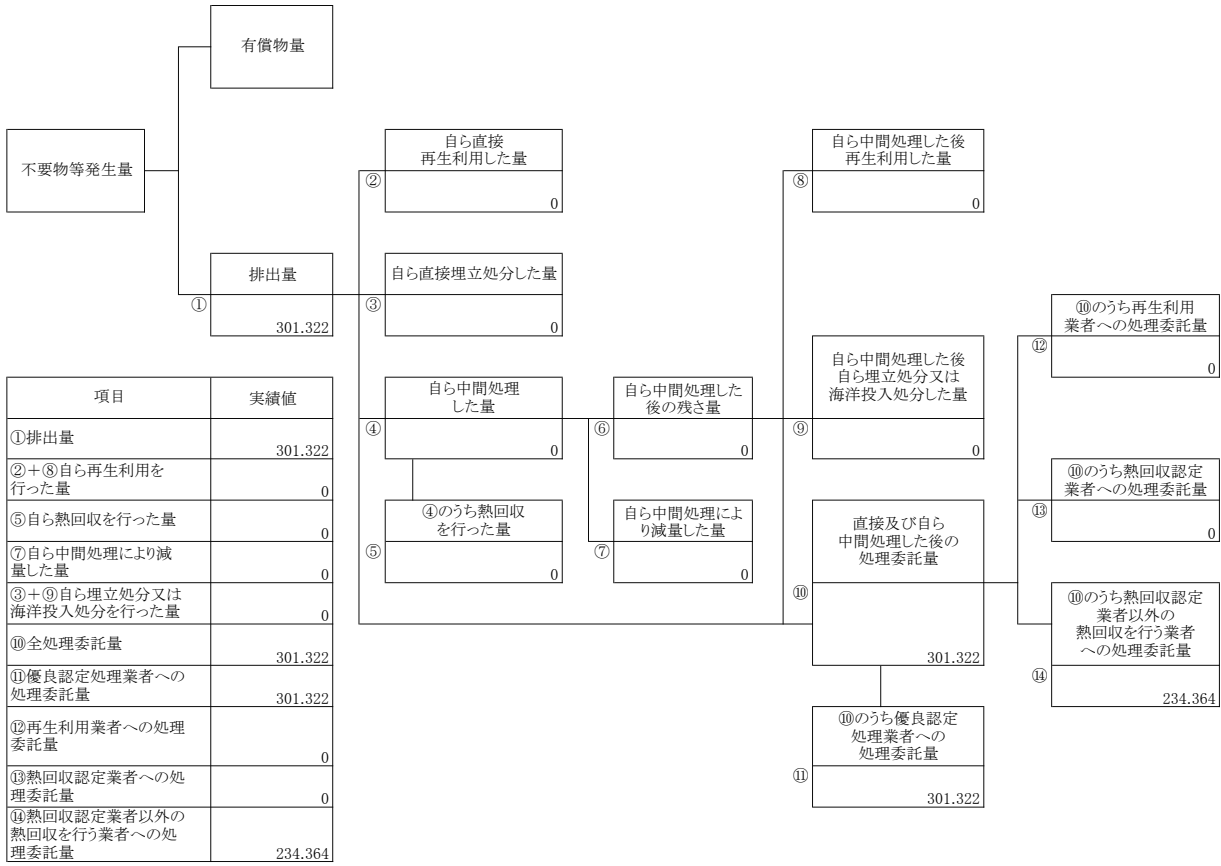 有償物量
不要物等発生量
自ら直接
再生利用した量
②
0
自ら中間処理した後
再生利用した量
⑧
0
排出量
①
301.322
自ら直接埋立処分した量
③
0
⑩のうち再生利用
業者への処理委託量
⑫
0
自ら中間処理
した量
④
0
自ら中間処理した
後の残さ量
⑥
0
自ら中間処理した後
自ら埋立処分又は
海洋投入処分した量
⑨
0
⑩のうち熱回収認定
業者への処理委託量
⑬
0
④のうち熱回収
を行った量
⑤
0
自ら中間処理によ
り減量した量
⑦
0
直接及び自ら
中間処理した後の
処理委託量
⑩
301.322
⑩のうち熱回収認定
業者以外の
熱回収を行う業者
への処理委託量
⑭
234.364
⑩のうち優良認定
処理業者への
処理委託量
⑪
301.322
項目 実績値
①排出量 301.322
②+⑧自ら再生利用を
行った量 0
⑤自ら熱回収を行った量 0
⑦自ら中間処理により減
量した量 0
③+⑨自ら埋立処分又は
海洋投入処分を行った量 0
⑩全処理委託量 301.322
⑪優良認定処理業者への
処理委託量 301.322
⑫再生利用業者への処理
委託量 0
⑬熱回収認定業者への処
理委託量 0
⑭熱回収認定業者以外の
熱回収を行う業者への処
理委託量 234.364